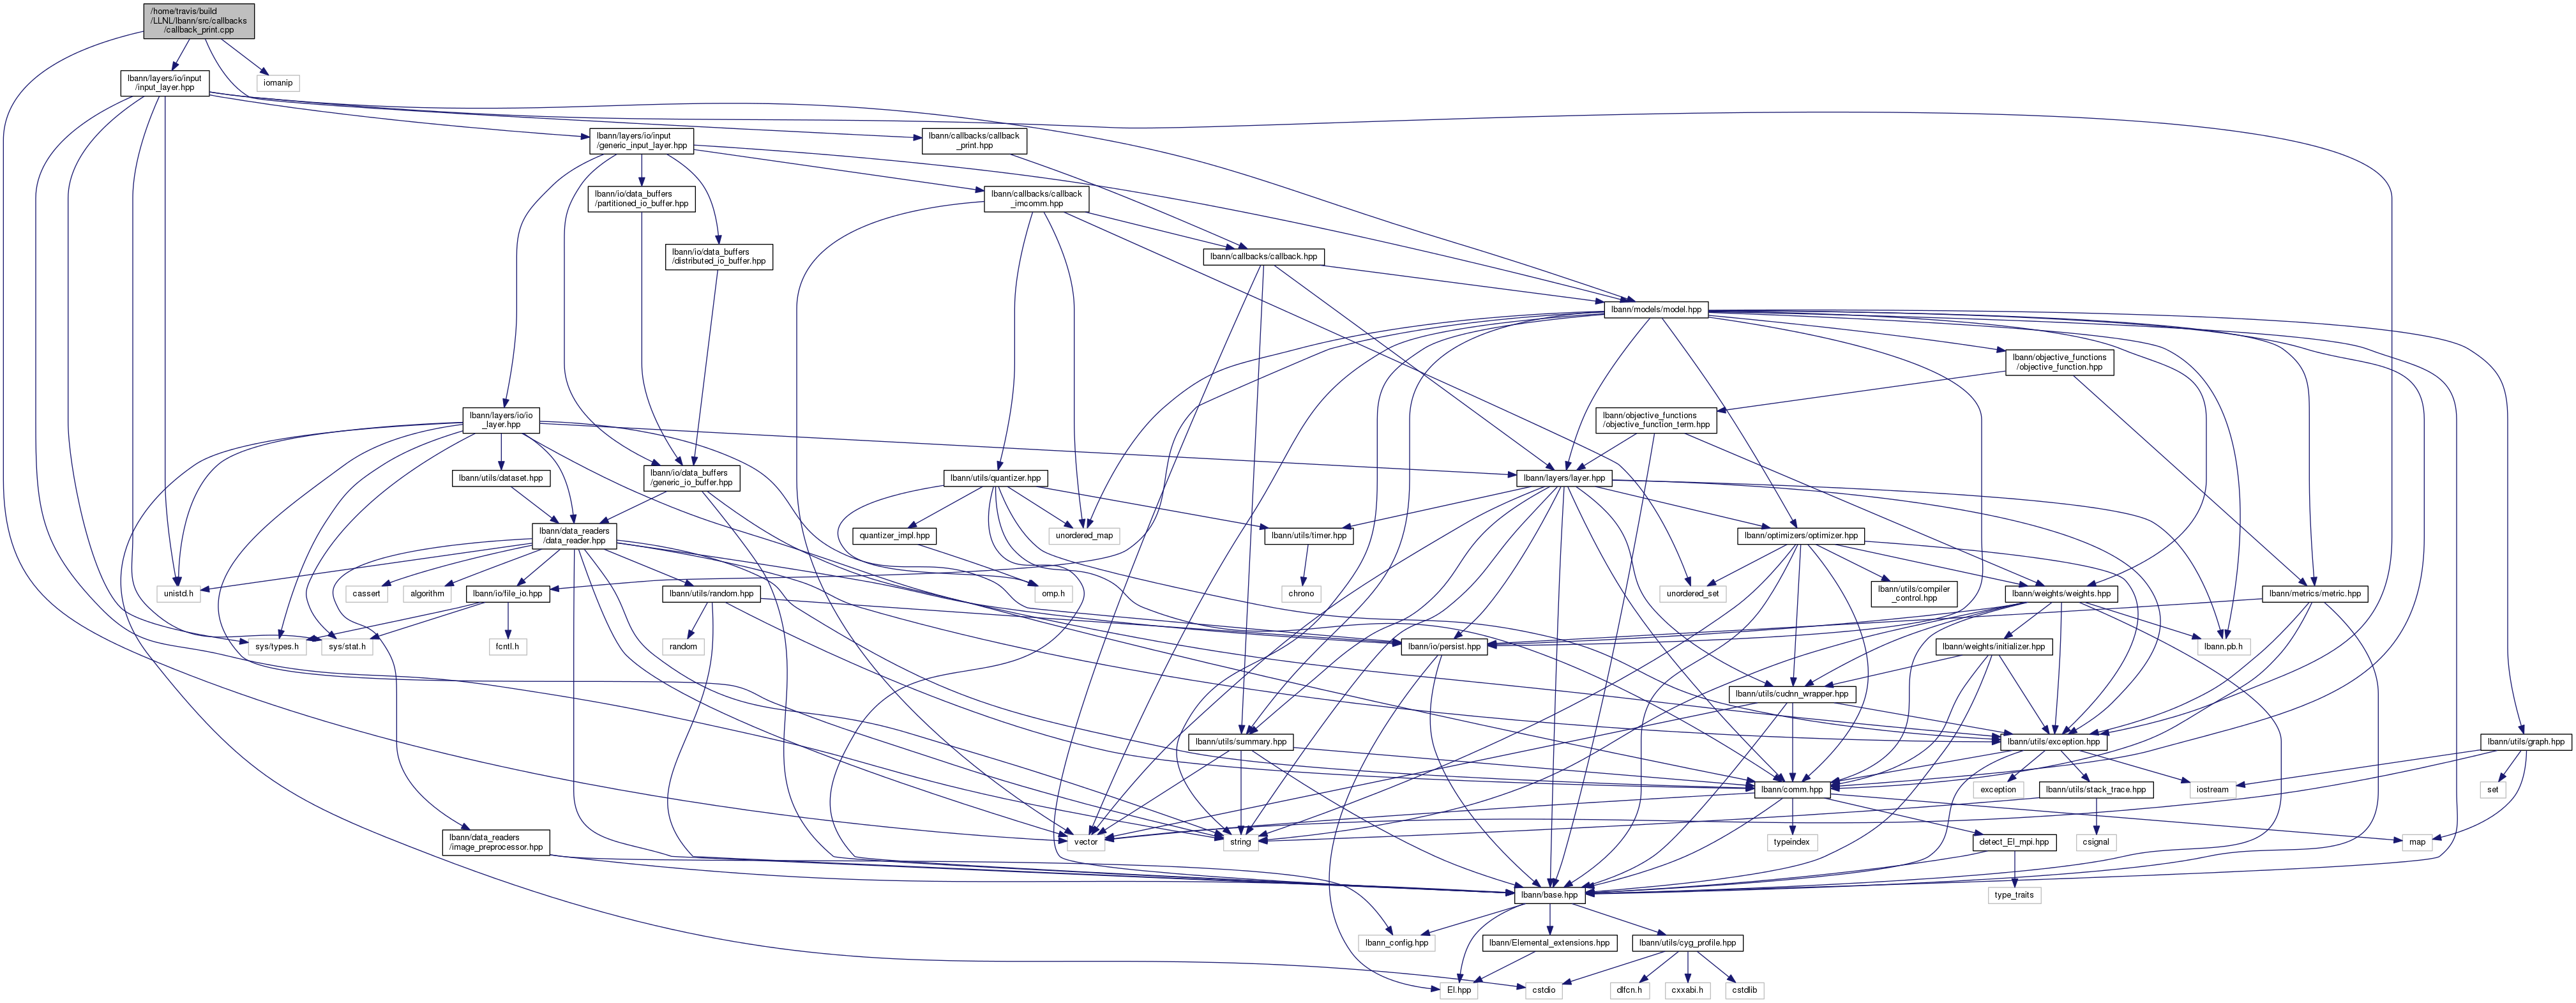 /home/travis/build
/LLNL/lbann/src/callbacks
/callback_print.cpp
lbann/layers/io/input
/input_layer.hpp
iomanip
lbann/layers/io/input
/generic_input_layer.hpp
lbann/callbacks/callback
_print.hpp
lbann/io/data_buffers
/partitioned_io_buffer.hpp
lbann/callbacks/callback
_imcomm.hpp
lbann/io/data_buffers
/distributed_io_buffer.hpp
lbann/callbacks/callback.hpp
lbann/models/model.hpp
lbann/objective_functions
/objective_function.hpp
lbann/layers/io/io
_layer.hpp
lbann/objective_functions
/objective_function_term.hpp
lbann/utils/dataset.hpp
lbann/io/data_buffers
/generic_io_buffer.hpp
lbann/utils/quantizer.hpp
lbann/layers/layer.hpp
lbann/data_readers
/data_reader.hpp
quantizer_impl.hpp
unordered_map
lbann/utils/timer.hpp
lbann/optimizers/optimizer.hpp
unistd.h
cassert
algorithm
lbann/io/file_io.hpp
lbann/utils/random.hpp
omp.h
chrono
unordered_set
lbann/utils/compiler
_control.hpp
lbann/weights/weights.hpp
lbann/metrics/metric.hpp
sys/types.h
sys/stat.h
fcntl.h
random
lbann/io/persist.hpp
lbann/weights/initializer.hpp
lbann.pb.h
lbann/utils/cudnn_wrapper.hpp
lbann/utils/summary.hpp
lbann/utils/exception.hpp
lbann/utils/graph.hpp
lbann/comm.hpp
exception
lbann/utils/stack_trace.hpp
iostream
set
lbann/data_readers
/image_preprocessor.hpp
vector
string
typeindex
detect_El_mpi.hpp
csignal
map
lbann/base.hpp
type_traits
lbann_config.hpp
lbann/Elemental_extensions.hpp
lbann/utils/cyg_profile.hpp
El.hpp
cstdio
dlfcn.h
cxxabi.h
cstdlib